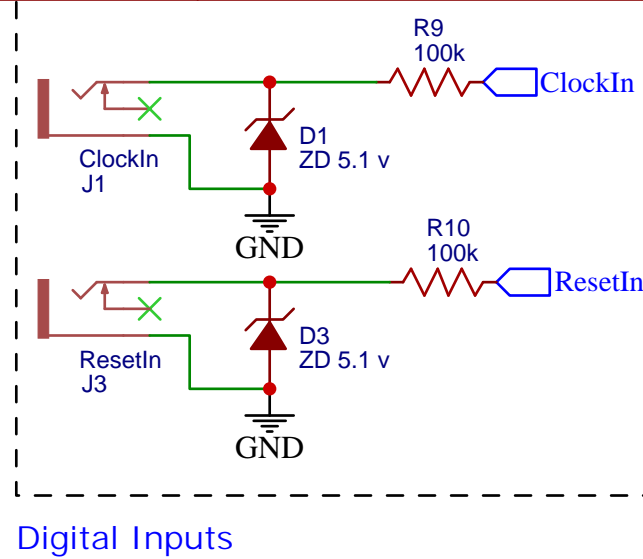 R9
100k
ClockIn
D1
ZD 5.1 v
ClockIn
J1
GND
R10
100k
ResetIn
D3
ZD 5.1 v
ResetIn
J3
GND
Digital Inputs